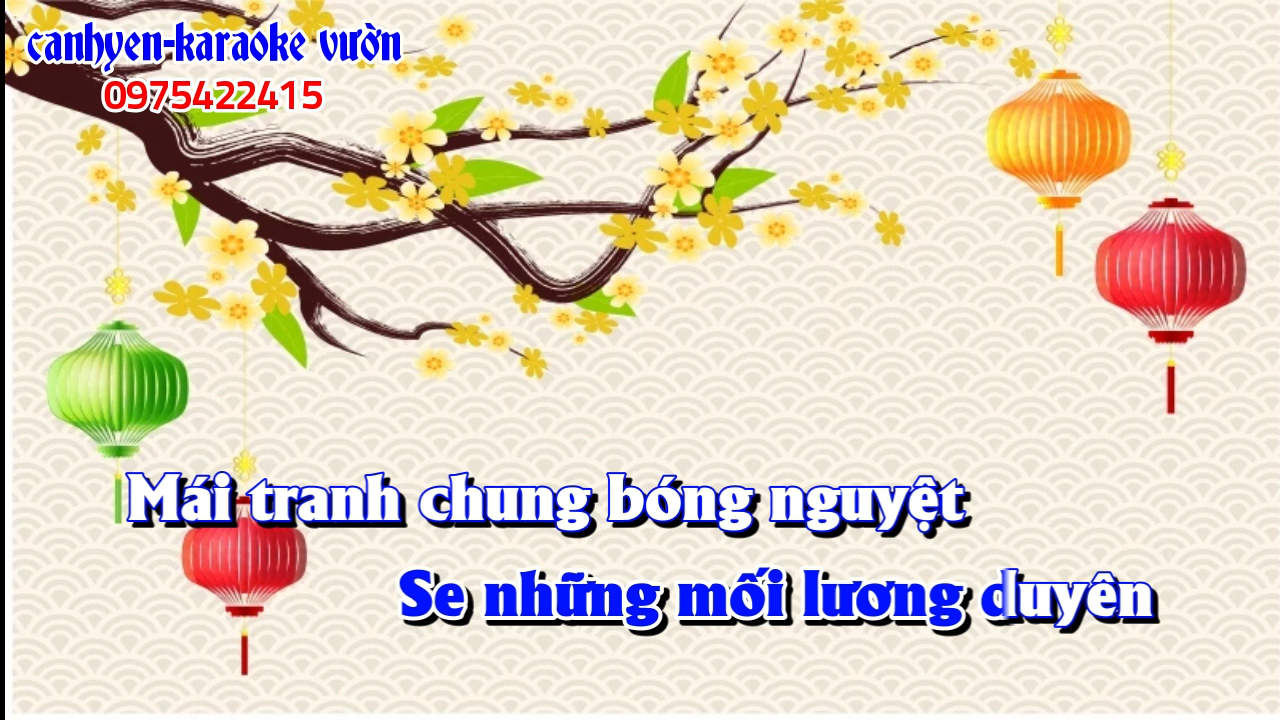 canhyen-karaoke vườn
0975422415
Mái tranh chung bóng nguyệt
Se những mối lương duyên